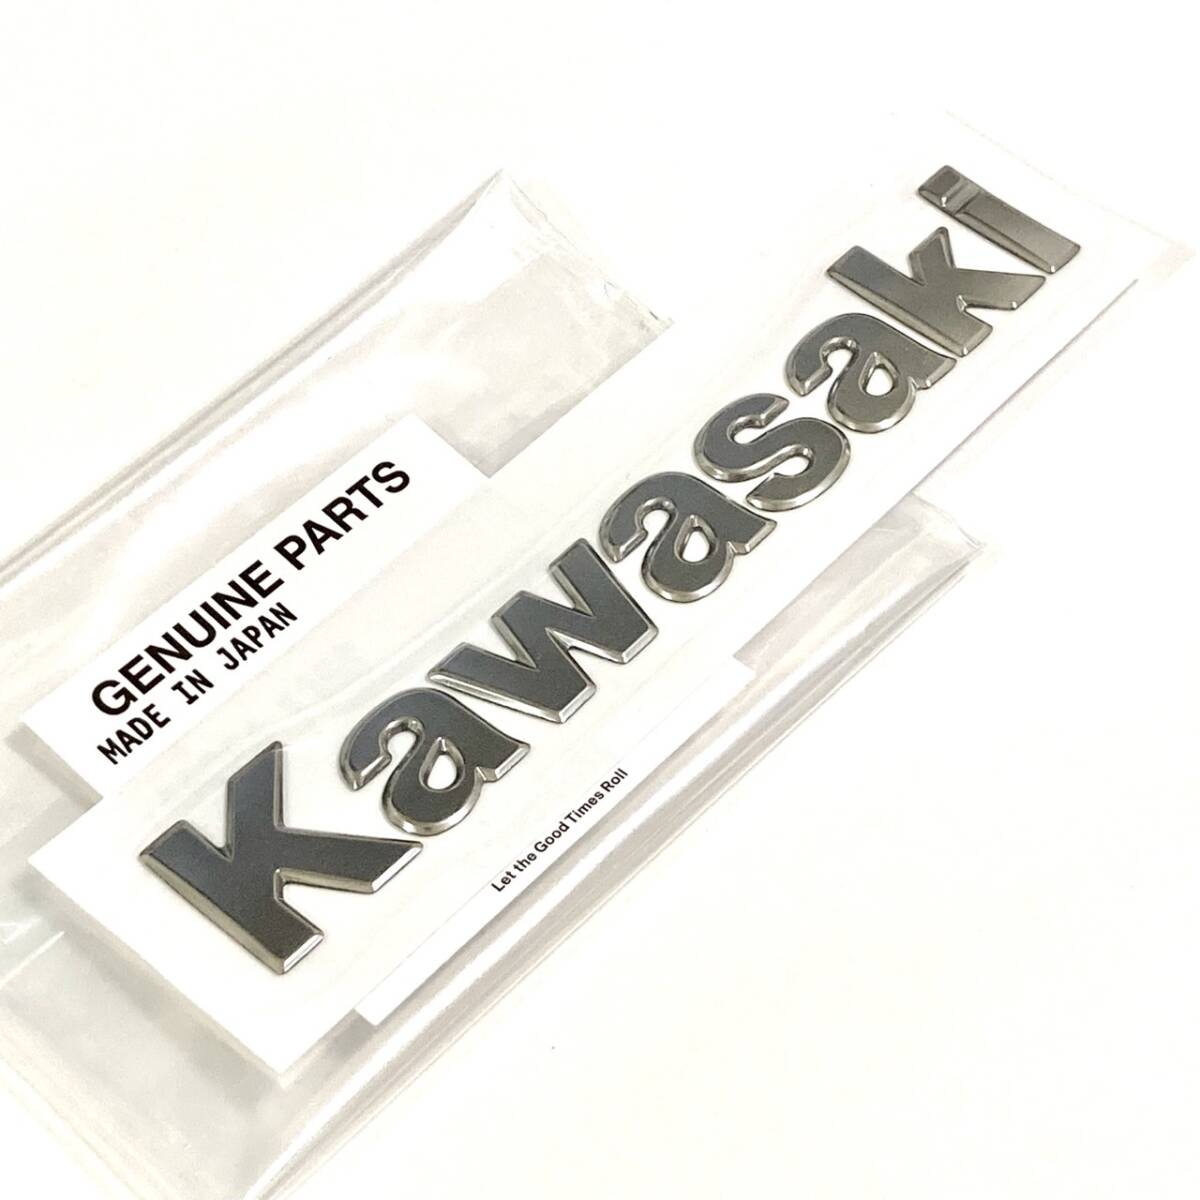 GENUINE PARTS
MADE IN JAPAN
Kawasaki
Let the Good Times Roll